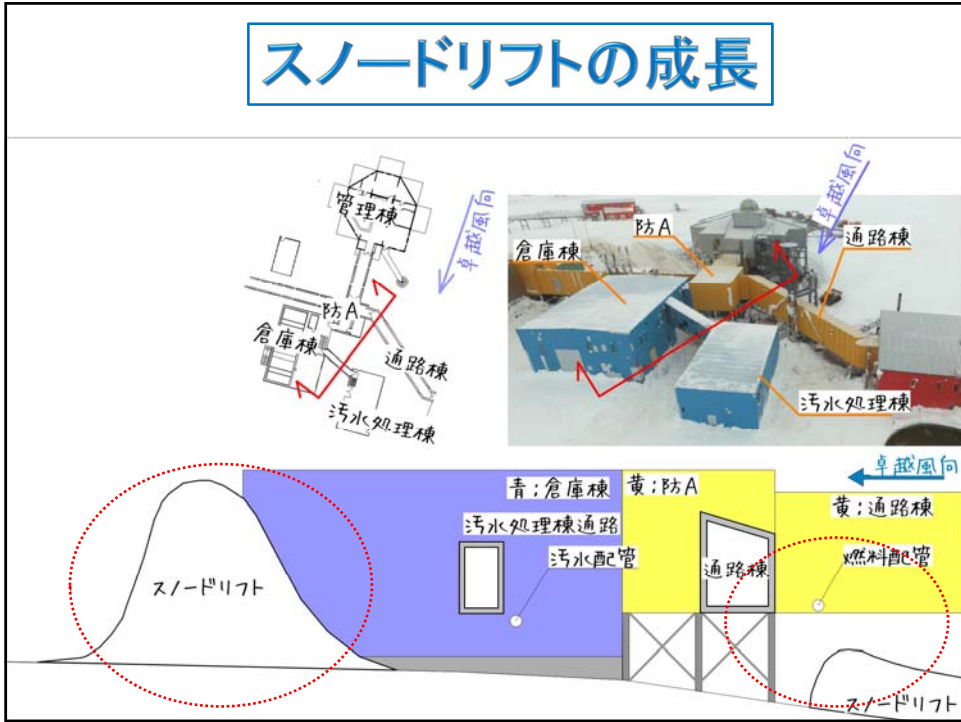 スノードリフトの成長
管理棟
卓越風向
防A
倉庫棟
通路棟
汚水処理棟
卓越風向
防A
通路棟
倉庫棟
汚水処理棟
卓越風向
青;倉庫棟
黄;防A
黄;通路棟
汚水処理棟通路
汚水配管
通路棟
燃料配管
スノードリフト
スノードリフト